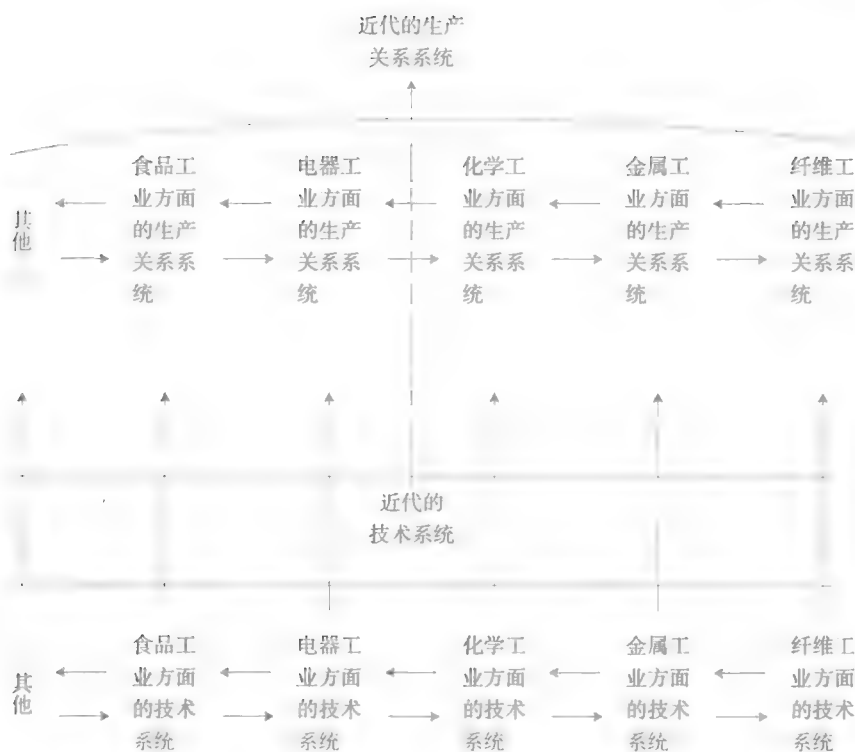 近代的生产
关系系统
其
他
食品工
业方面
的生产
关系系
统
电器工
业方面
的生产
关系系
统
化学工
业方面
的生产
关系系
统
金属工
业方面
的生产
关系系
统
纤维工
业方面
的生产
关系系
统
近代的
技术系统
其
他
食品工
业方面
的技术
系统
电器工
业方面
的技术
系统
化学工
业方面
的技术
系统
金属工
业方面
的技术
系统
纤维工
业方面
的技术
系统